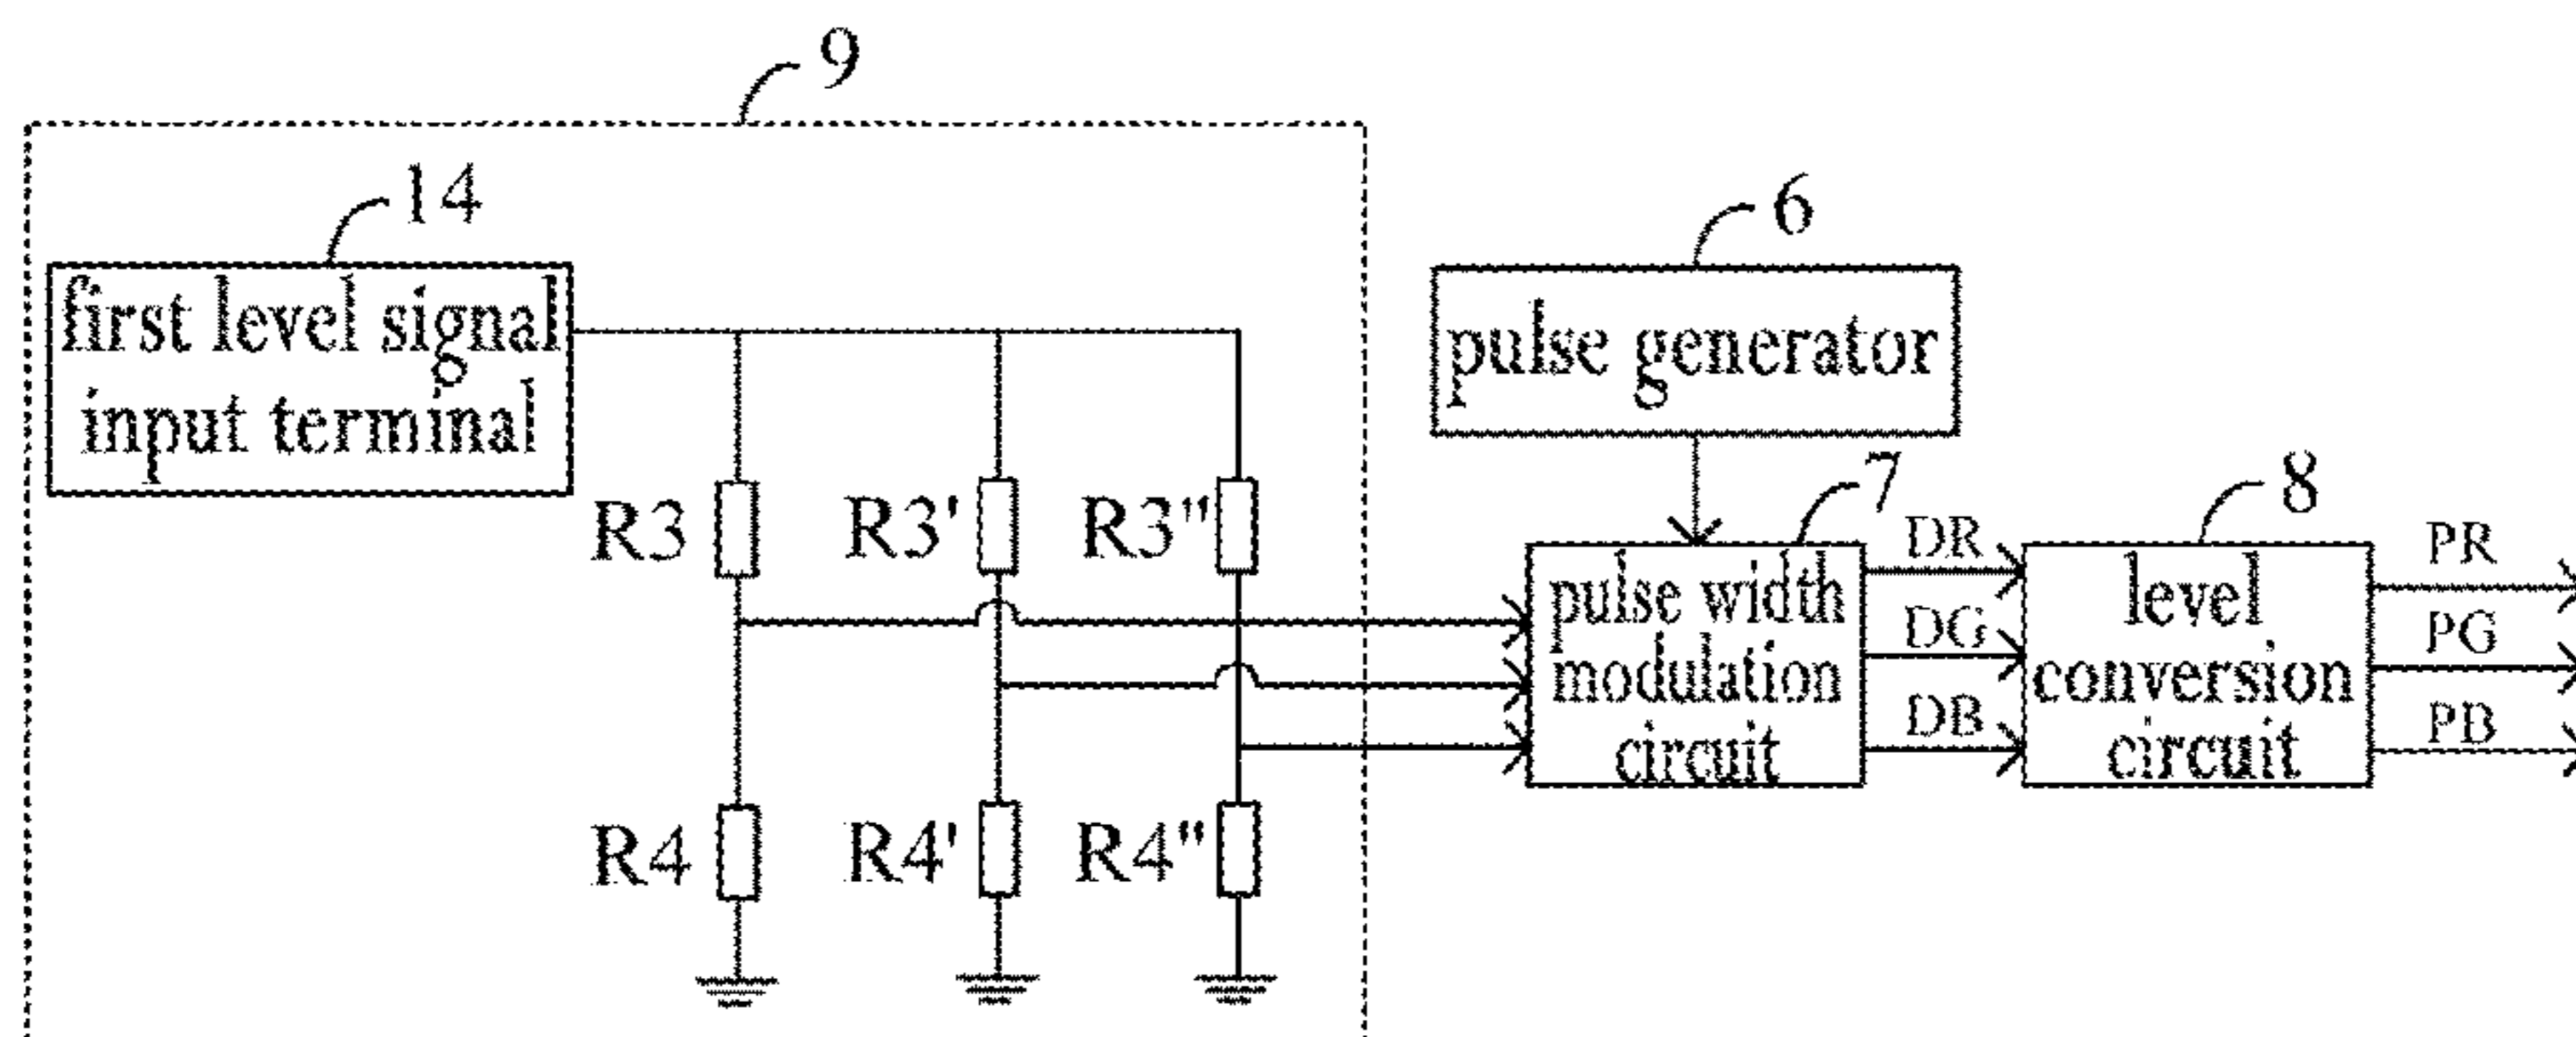 9
14
first level signal
input terminal
6
pulse generator
R3
R3'
R3"
7
pulse width
modulation
circuit
DR
DG
DB
8
level
conversion
circuit
PR
PG
PB
R4
R4'
R4"